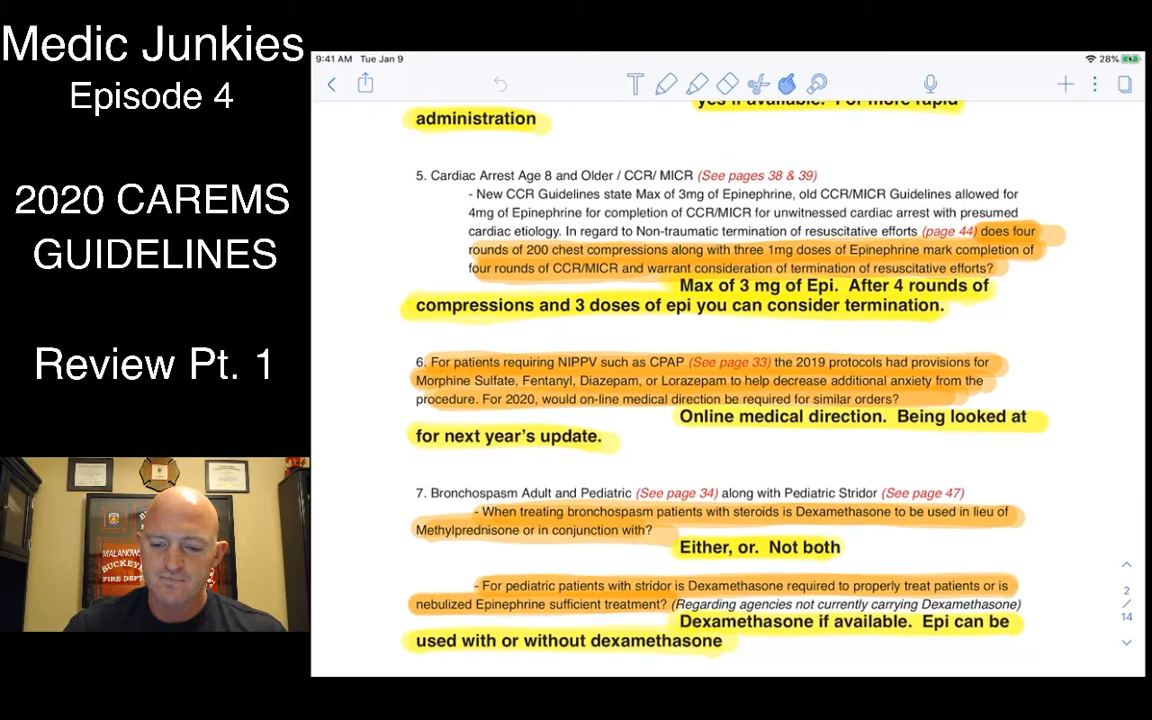 Medic Junkies
Episode 4
2020 CAREMS
GUIDELINES
Review Pt. 1
9:41 AM Tue Jan 9
28%
yes if available. For more rapid
administration
5. Cardiac Arrest Age 8 and Older / CCR/ MICR (See pages 38 & 39)
- New CCR Guidelines state Max of 3mg of Epinephrine, old CCR/MICR Guidelines allowed for
4mg of Epinephrine for completion of CCR/MICR for unwitnessed cardiac arrest with presumed
cardiac etiology. In regard to Non-traumatic termination of resuscitative efforts (page 44) does four
rounds of 200 chest compressions along with three 1mg doses of Epinephrine mark completion of
four rounds of CCR/MICR and warrant consideration of termination of resuscitative efforts?
Max of 3 mg of Epi. After 4 rounds of
compressions and 3 doses of epi you can consider termination.
6. For patients requiring NIPPV such as CPAP (See page 33) the 2019 protocols had provisions for
Morphine Sulfate, Fentanyl, Diazepam, or Lorazepam to help decrease additional anxiety from the
procedure. For 2020, would on-line medical direction be required for similar orders?
Online medical direction. Being looked at
for next year's update.
7. Bronchospasm Adult and Pediatric (See page 34) along with Pediatric Stridor (See page 47)
- When treating bronchospasm patients with steroids is Dexamethasone to be used in lieu of
Methylprednisone or in conjunction with?
Either, or. Not both
- For pediatric patients with stridor is Dexamethasone required to properly treat patients or is
nebulized Epinephrine sufficient treatment? (Regarding agencies not currently carrying Dexamethasone)
Dexamethasone if available. Epi can be
used with or without dexamethasone
2
/
14
MALANOW
BUCKEYE
FIRE DEPT